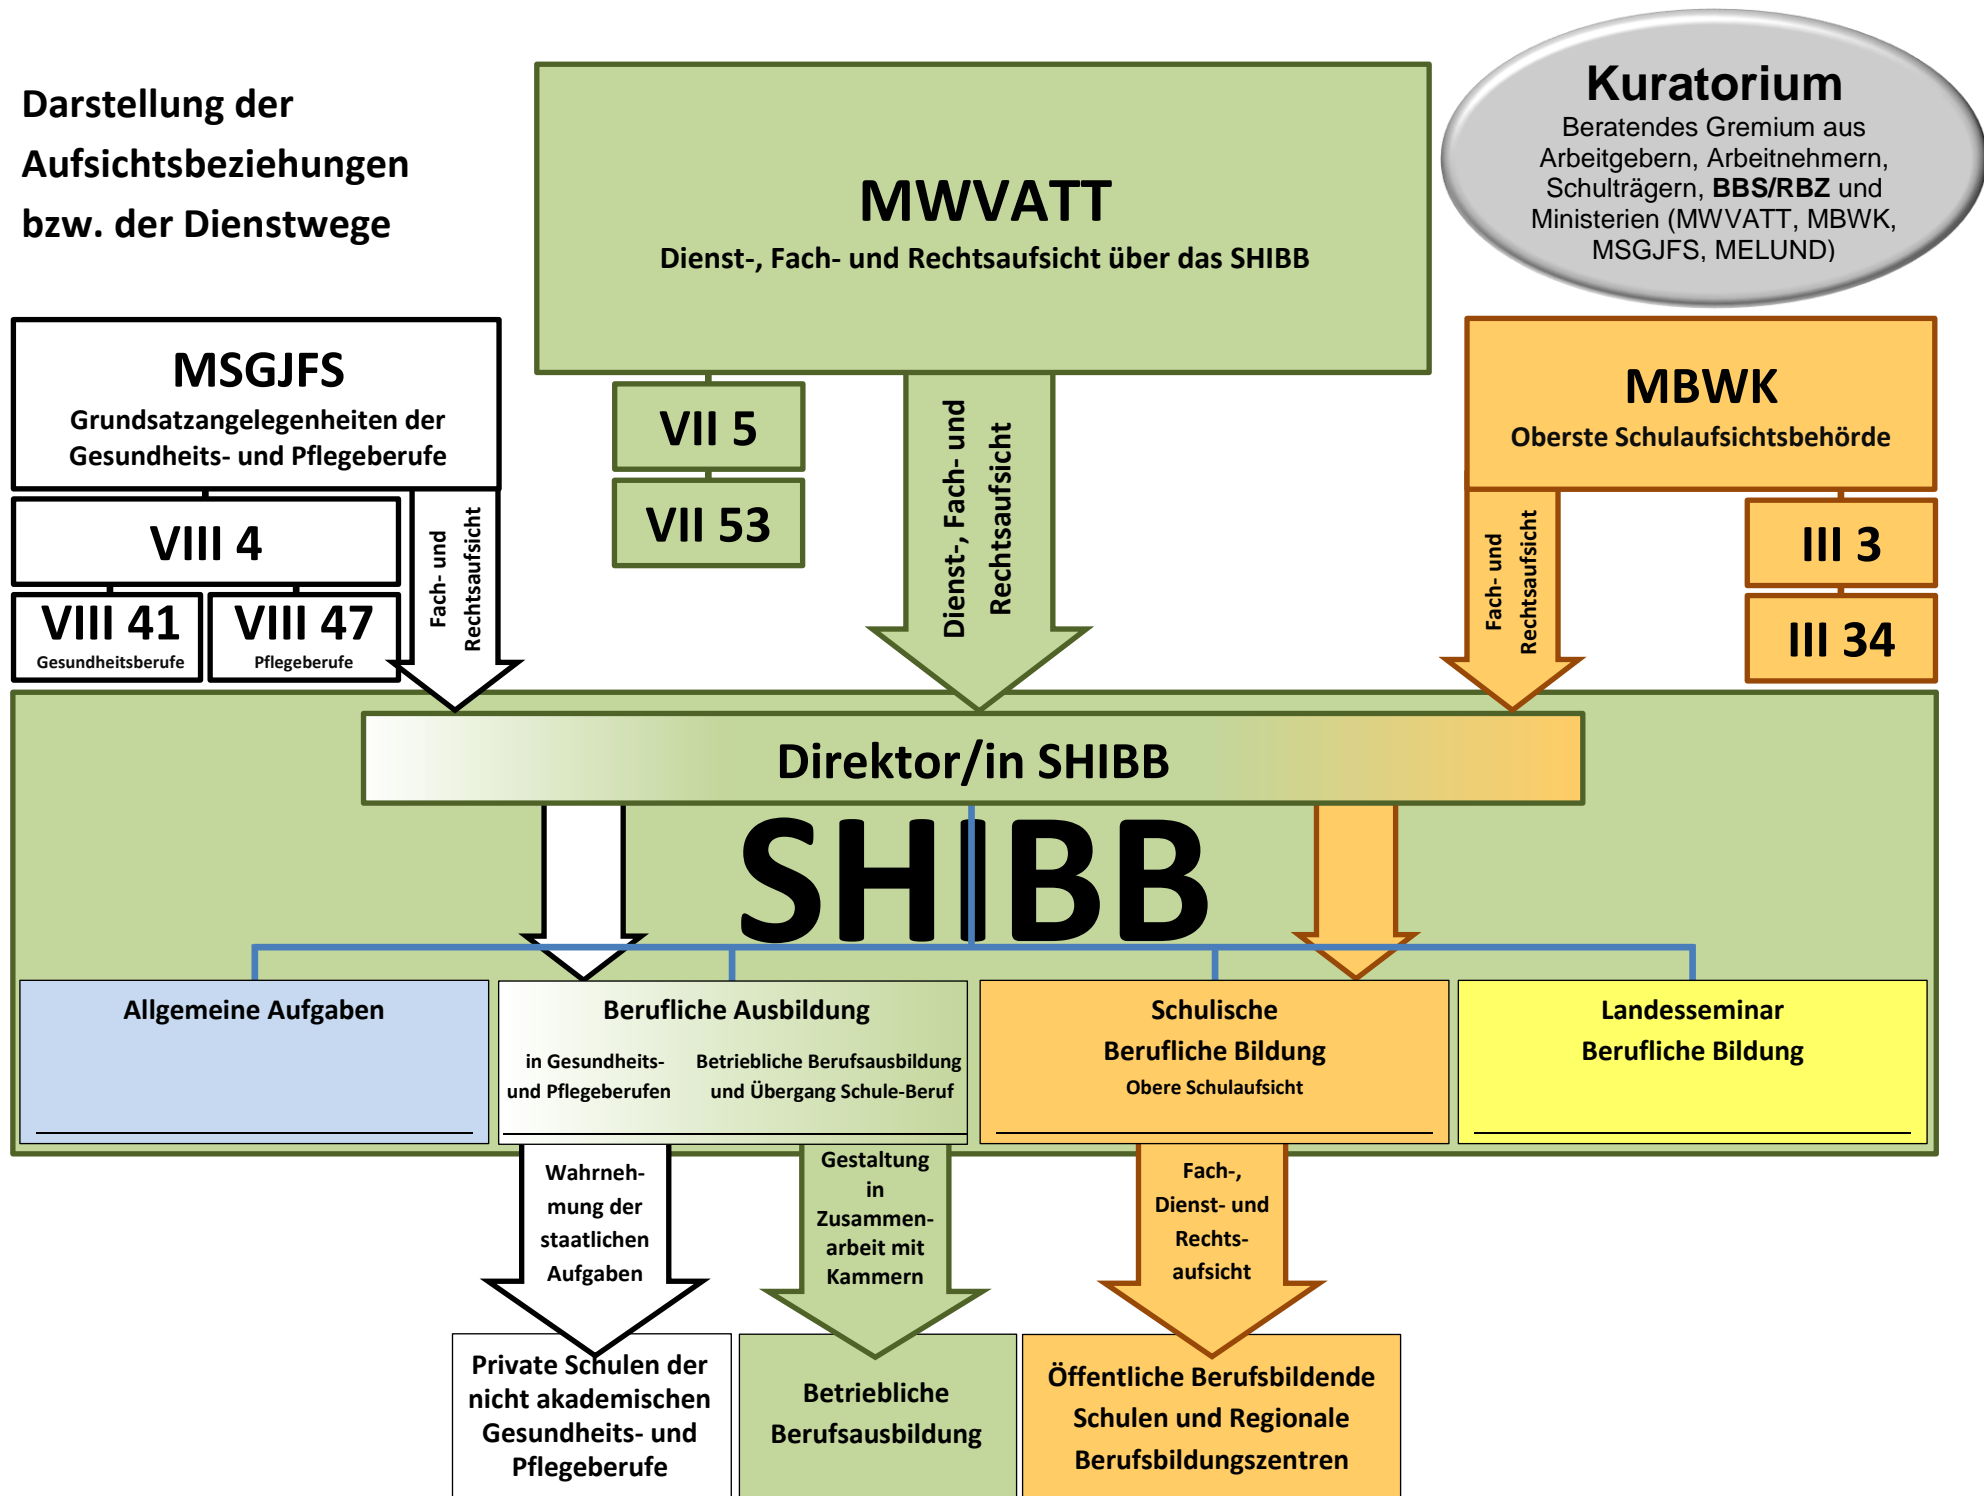 Darstellung der
Aufsichtsbeziehungen
bzw. der Dienstwege
MWVATT
Dienst-, Fach- und Rechtsaufsicht über das SHIBB
Kuratorium
Beratendes Gremium aus
Arbeitgebern, Arbeitnehmern,
Schulträgern, BBS/RBZ und
Ministerien (MWVATT, MBWK,
MSGJFS, MELUND)
MSGJFS
Grundsatzangelegenheiten der
Gesundheits- und Pflegeberufe
VIII 4
VIII 41
Gesundheitsberufe
VIII 47
Pflegeberufe
Fach- und
Rechtsaufsicht
VII 5
VII 53
Dienst-, Fach- und
Rechtsaufsicht
MBWK
Oberste Schulaufsichtsbehörde
Fach- und
Rechtsaufsicht
III 3
III 34
Direktor/in SHIBB
SHIBB
Allgemeine Aufgaben
Berufliche Ausbildung
in Gesundheits-
und Pflegeberufen
Betriebliche Berufsausbildung
und Übergang Schule-Beruf
Schulische
Berufliche Bildung
Obere Schulaufsicht
Landesseminar
Berufliche Bildung
Wahrneh-
mung der
staatlichen
Aufgaben
Gestaltung
in
Zusammen-
arbeit mit
Kammern
Fach-,
Dienst- und
Rechts-
aufsicht
Private Schulen der
nicht akademischen
Gesundheits- und
Pflegeberufe
Betriebliche
Berufsausbildung
Öffentliche Berufsbildende
Schulen und Regionale
Berufsbildungszentren